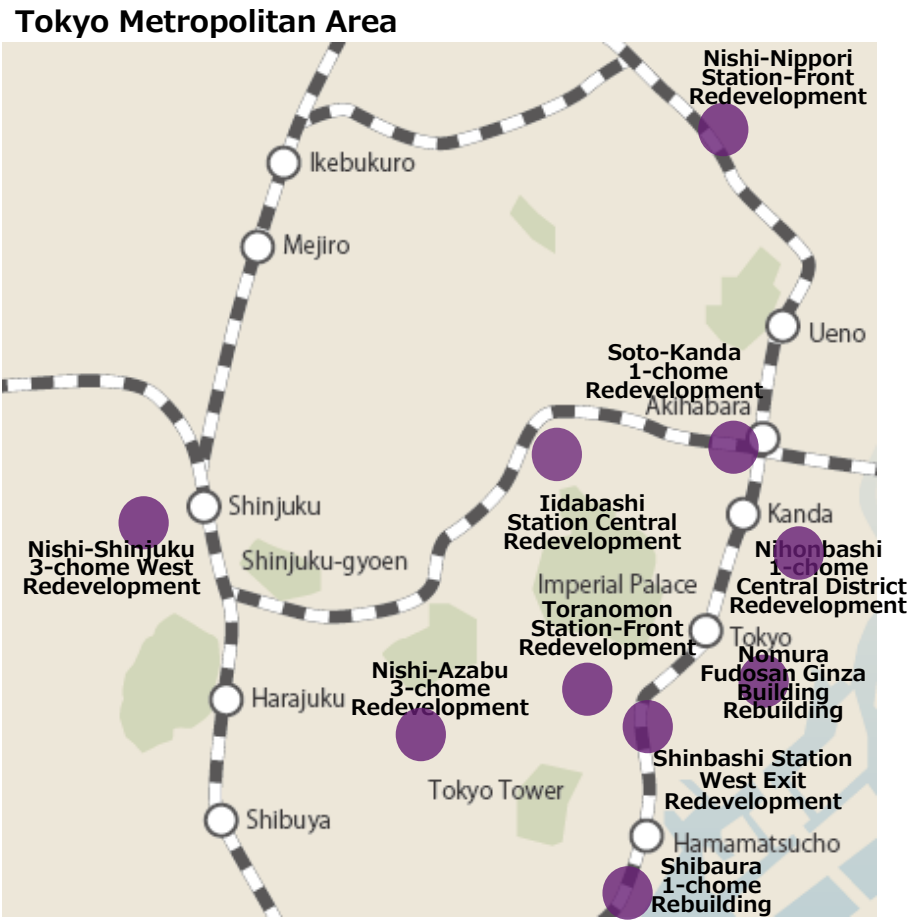 Tokyo Metropolitan Area
Nishi-Nippori
Station-Front
Redevelopment
Ikebukuro
Mejiro
Ueno
Soto-Kanda
1-chome
Redevelopment
Akihabara
Shinjuku
Iidabashi
Station Central
Redevelopment
Kanda
Nishi-Shinjuku
3-chome West
Redevelopment
Shinjuku-gyoen
Nihonbashi
1-chome
Central District
Redevelopment
Imperial Palace
Toranomon
Station-Front
Redevelopment
Tokyo
Nomura
Fudosan Ginza
Building
Rebuilding
Nishi-Azabu
3-chome
Redevelopment
Harajuku
Shinbashi Station
West Exit
Redevelopment
Tokyo Tower
Shibuya
Hamamatsucho
Shibaura
1-chome
Rebuilding